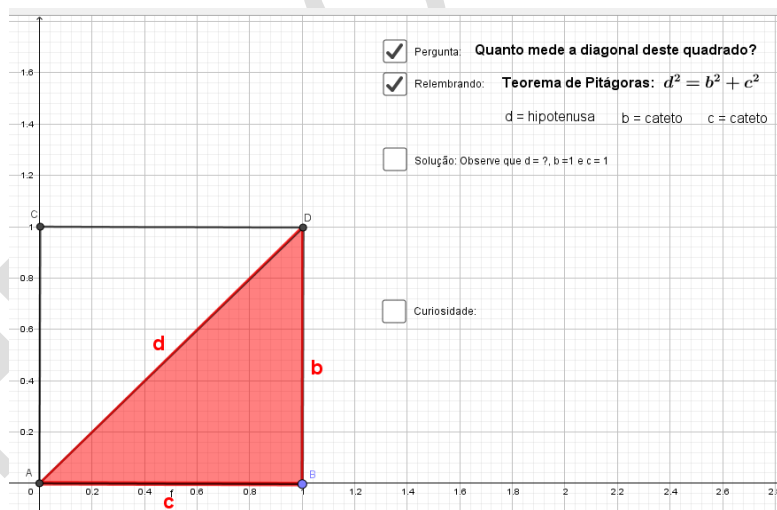 Pergunta: Quanto mede a diagonal deste quadrado?
Relembrando: Teorema de Pitágoras: d² = b² + c²
d = hipotenusa b = cateto c = cateto
Solução: Observe que d = ?, b =1 e c = 1
Curiosidade:
1.6
1.4
1.2
C
D
1
0.8
0.6
d
b
0.4
0.2
A
B
0 0.2 0.4 f 0.6 0.8 1 1.2 1.4 1.6 1.8 2 2.2 2.4 2.6
c